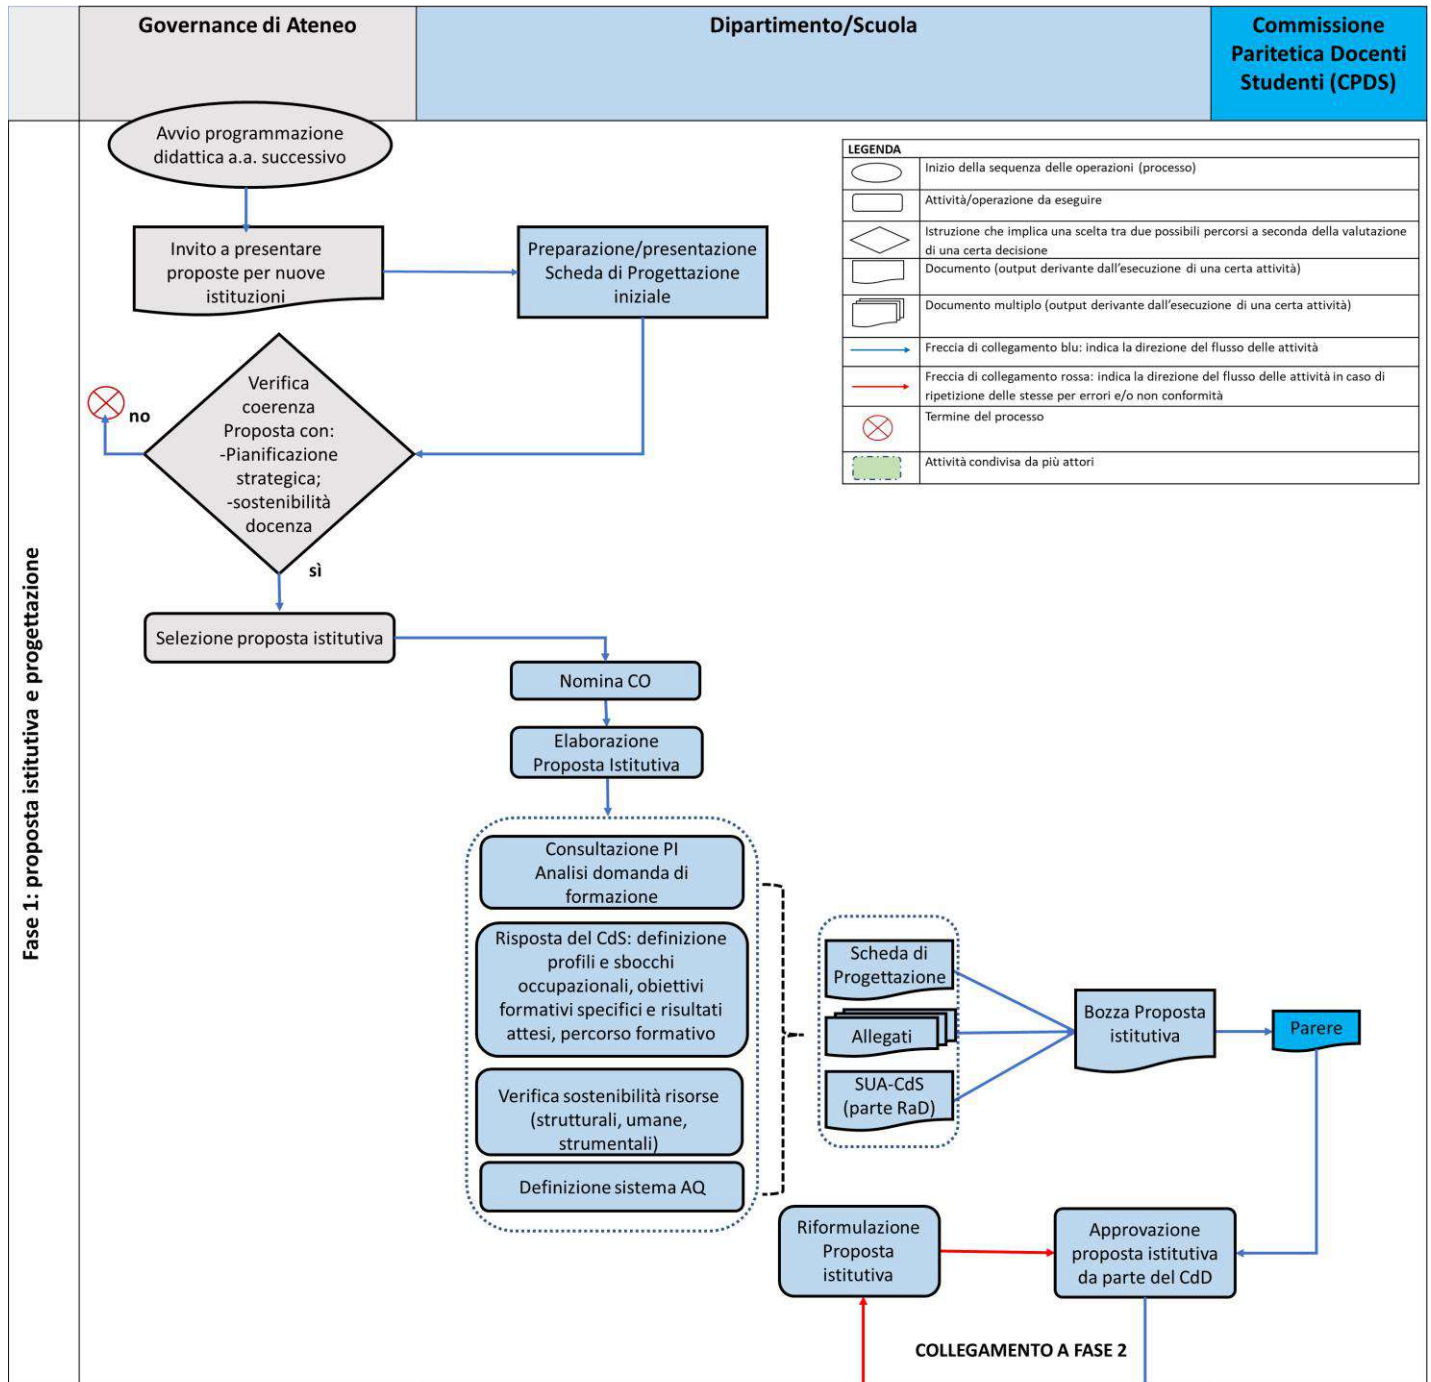 Governance di Ateneo
Dipartimento/Scuola
Commissione
Paritetica Docenti
Studenti (CPDS)
Fase 1: proposta istitutiva e progettazione
Avvio programmazione
didattica a.a. successivo
Invito a presentare
proposte per nuove
istituzioni
Preparazione/presentazione
Scheda di Progettazione
iniziale
LEGENDA
Inizio della sequenza delle operazioni (processo)
Attività/operazione da eseguire
Istruzione che implica una scelta tra due possibili percorsi a seconda della valutazione
di una certa decisione
Documento (output derivante dall'esecuzione di una certa attività)
Documento multiplo (output derivante dall'esecuzione di una certa attività)
Freccia di collegamento blu: indica la direzione del flusso delle attività
Freccia di collegamento rossa: indica la direzione del flusso delle attività in caso di
ripetizione delle stesse per errori e/o non conformità
Termine del processo
Attività condivisa da più attori
Verifica
coerenza
Proposta con:
-Pianificazione
strategica;
-sostenibilità
docenza
no
sì
Selezione proposta istitutiva
Nomina CO
Elaborazione
Proposta Istitutiva
Consultazione PI
Analisi domanda di
formazione
Risposta del CdS: definizione
profili e sbocchi
occupazionali, obiettivi
formativi specifici e risultati
attesi, percorso formativo
Verifica sostenibilità risorse
(strutturali, umane,
strumentali)
Definizione sistema AQ
Scheda di
Progettazione
Allegati
SUA-CdS
(parte RaD)
Bozza Proposta
istitutiva
Parere
Riformulazione
Proposta
istitutiva
Approvazione
proposta istitutiva
da parte del CdD
COLLEGAMENTO A FASE 2